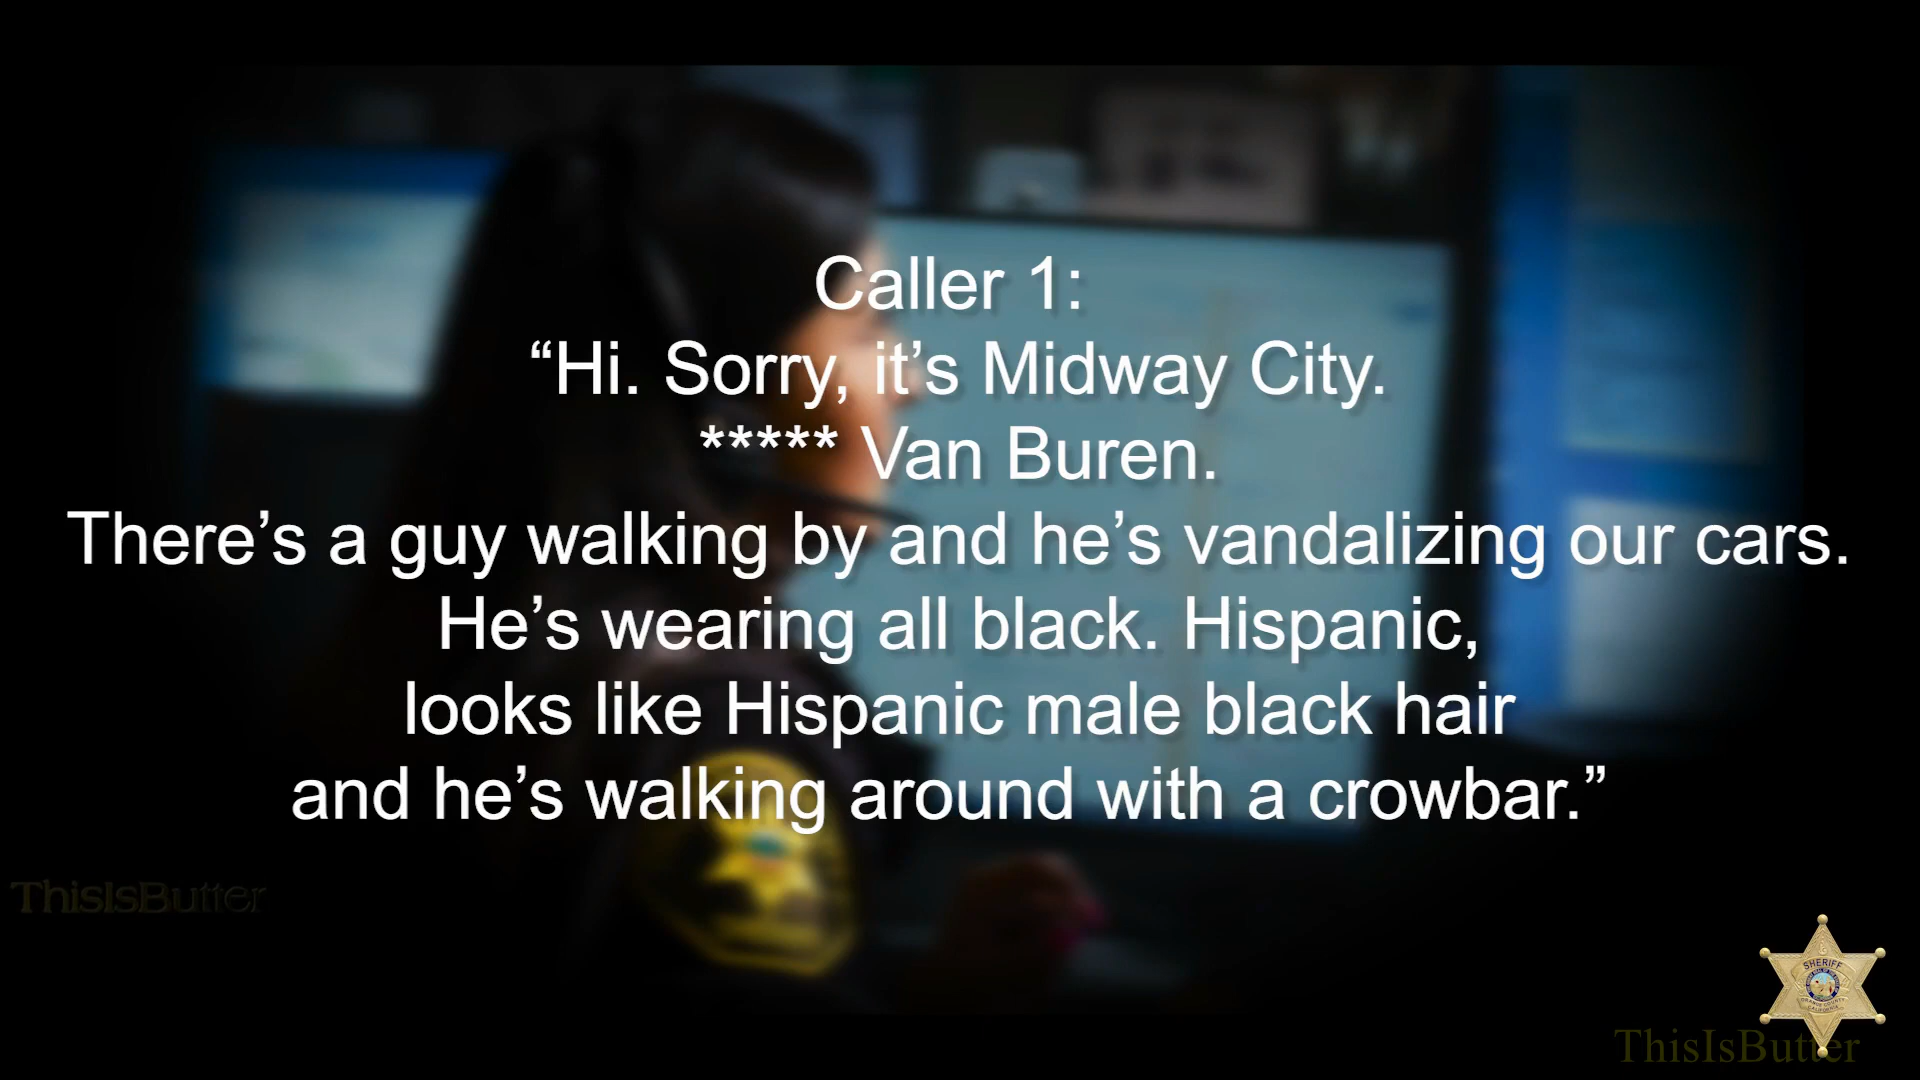 Caller 1:
“Hi. Sorry, it’s Midway City.
***** Van Buren.
There’s a guy walking by and he’s vandalizing our cars.
He’s wearing all black. Hispanic,
looks like Hispanic male black hair
and he’s walking around with a crowbar.”
ThisIsButter
SHERIFF
ThisIsButter